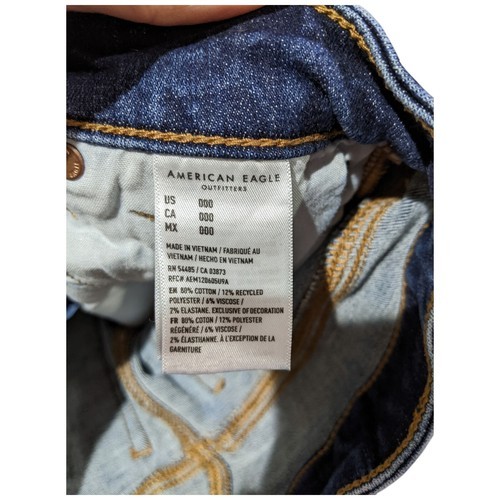 AMERICAN EAGLE
OUTFITTERS
US 000
CA 000
MX 000
MADE IN VIETNAM / FABRIQUÉ AU
VIETNAM / HECHO EN VIETNAM
RN 54485 / CA 03873
RFC# AEM120605U9A
EN 80% COTTON / 12% RECYCLED
POLYESTER / 6% VISCOSE /
2% ELASTANE. EXCLUSIVE OF DECORATION
FR 80% COTON / 12% POLYESTER
RÉGÉNÉRÉ / 6% VISCOSE /
2% ÉLASTHANNE. À L'EXCEPTION DE LA
GARNITURE